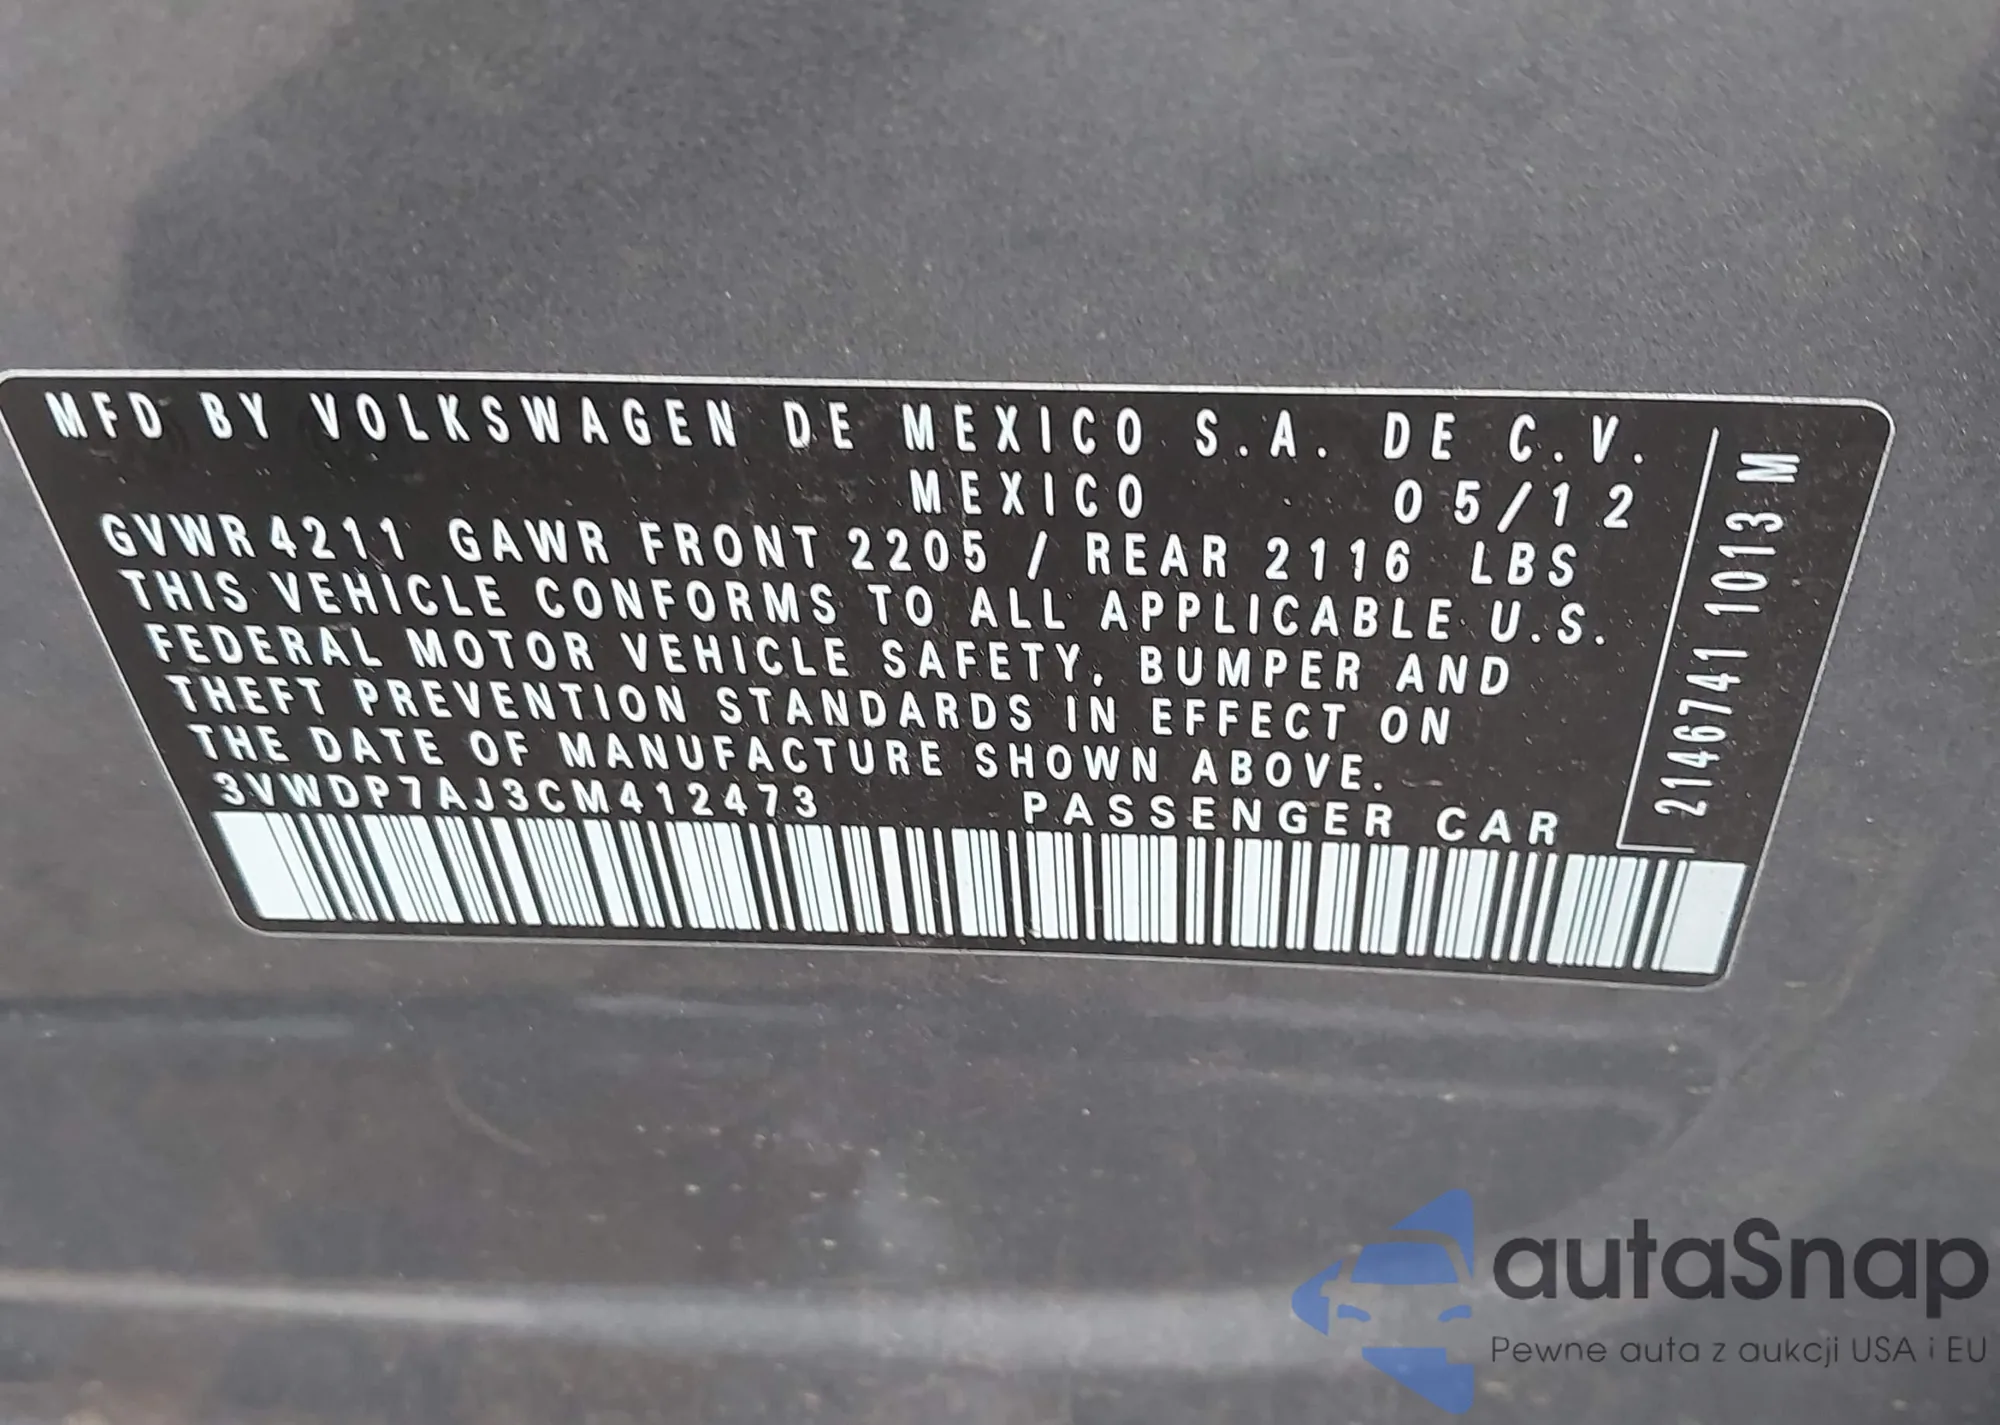 MFD BY VOLKSWAGEN DE MEXICO S.A. DE C.V.
MEXICO 05/12
GVWR 4211 GAWR FRONT 2205 / REAR 2116 LBS
THIS VEHICLE CONFORMS TO ALL APPLICABLE U.S.
FEDERAL MOTOR VEHICLE SAFETY, BUMPER AND
THEFT PREVENTION STANDARDS IN EFFECT ON
THE DATE OF MANUFACTURE SHOWN ABOVE.
3VWDP7AJ3CM412473 PASSENGER CAR
2146741 1013 M
autaSnap
Pewne auta z aukcji USA i EU